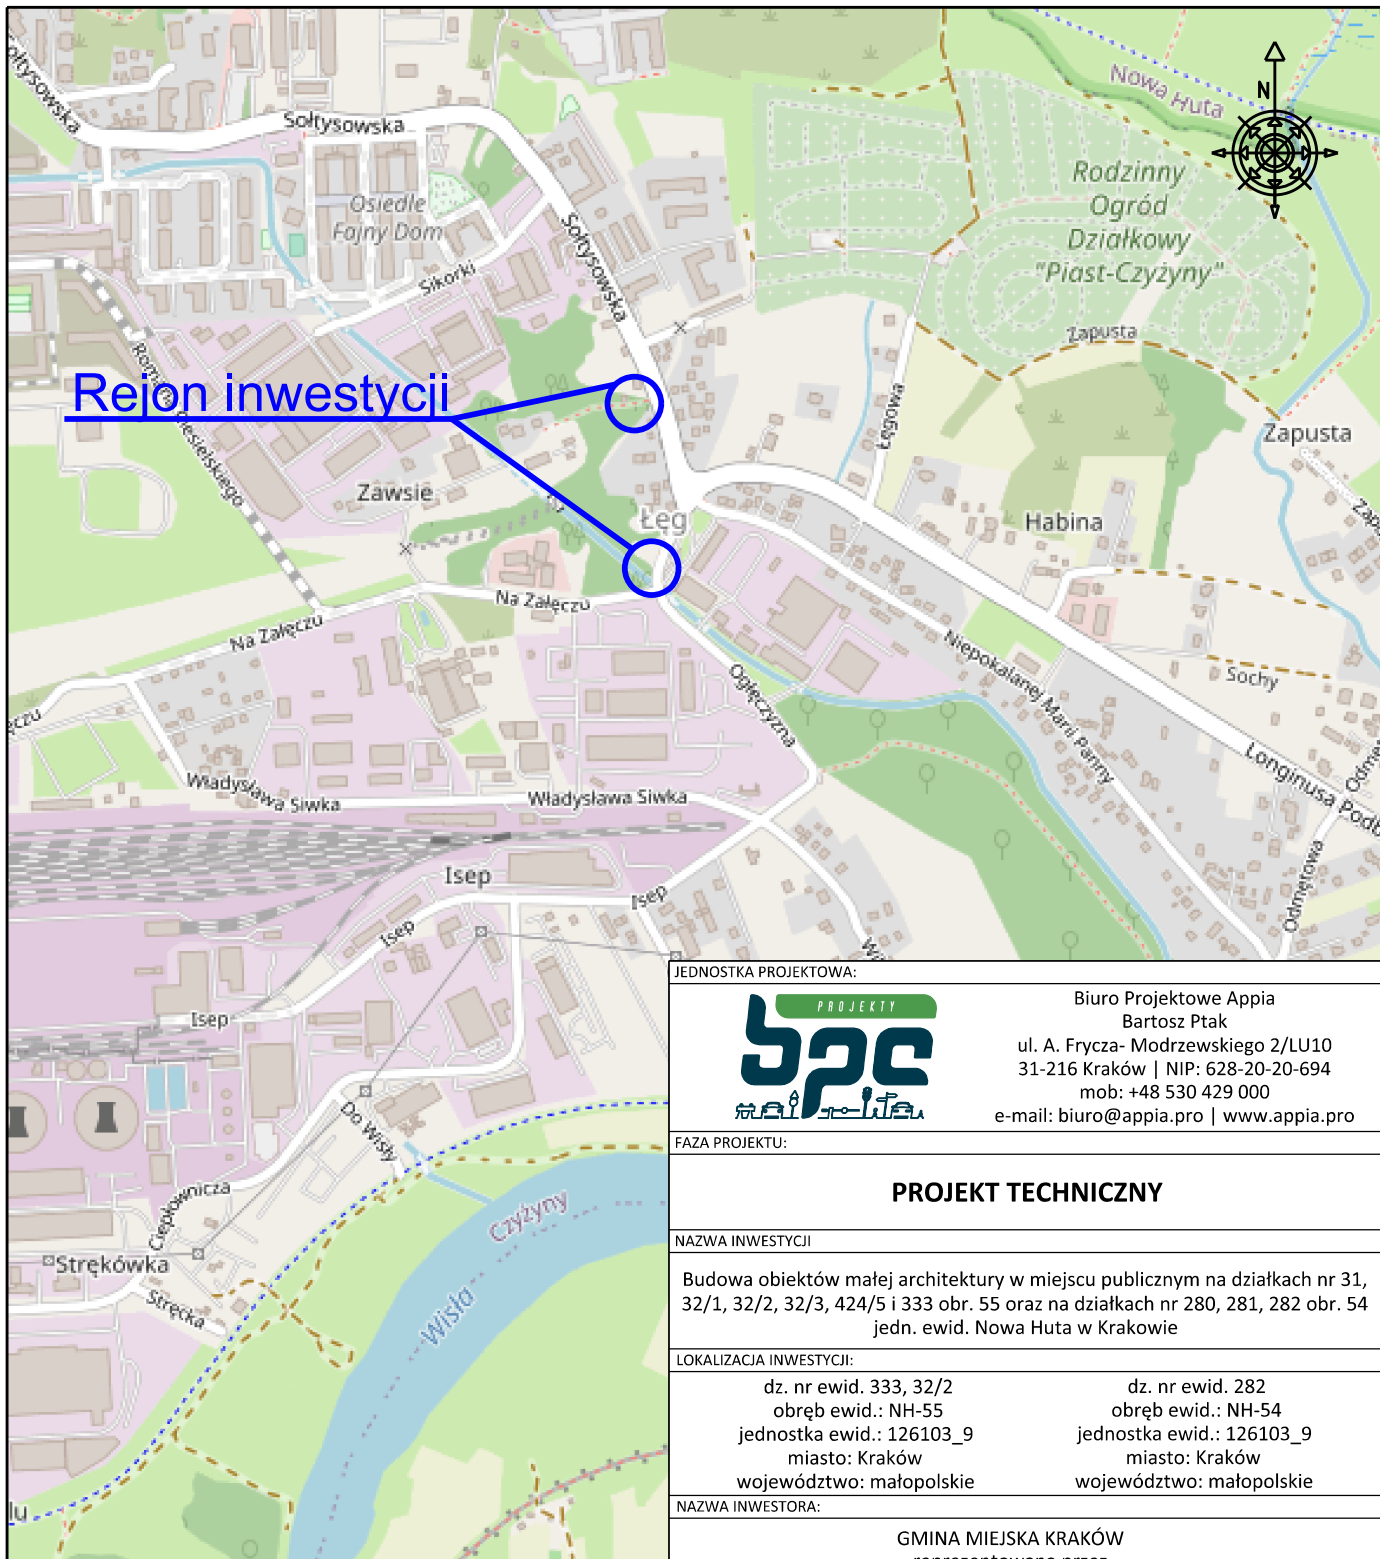 Sołtysowska
Nowa Huta
N
Sołtysowska
Rodzinny
Ogród
Działkowy
"Piast-Czyżyny"
Osiedle
Fajny Dom
Sołtysowska
Sikorki
Zapusta
Rejon inwestycji
Łęgowa
Zapusta
Zawsie
Łęg
Habina
Na Załęczu
Na Załęczu
Niepokalanej Marii Panny
Sochy
Ogłęczyzna
Longinusa Podb
Władysława Siwka
Władysława Siwka
Isep
Isep
Isep
Odmętowa
Isep
Do Wisły
Ciepłownicza
Czyżyny
Stręków­ka
Stręcka
Wisła
JEDNOSTKA PROJEKTOWA:
PROJEKTY
bpc
Biuro Projektowe Appia
Bartosz Ptak
ul. A. Frycza- Modrzewskiego 2/LU10
31-216 Kraków | NIP: 628-20-20-694
mob: +48 530 429 000
e-mail: biuro@appia.pro | www.appia.pro
FAZA PROJEKTU:
PROJEKT TECHNICZNY
NAZWA INWESTYCJI
Budowa obiektów małej architektury w miejscu publicznym na działkach nr 31,
32/1, 32/2, 32/3, 424/5 i 333 obr. 55 oraz na działkach nr 280, 281, 282 obr. 54
jedn. ewid. Nowa Huta w Krakowie
LOKALIZACJA INWESTYCJI:
dz. nr ewid. 333, 32/2
obręb ewid.: NH-55
jednostka ewid.: 126103_9
miasto: Kraków
województwo: małopolskie
dz. nr ewid. 282
obręb ewid.: NH-54
jednostka ewid.: 126103_9
miasto: Kraków
województwo: małopolskie
NAZWA INWESTORA:
GMINA MIEJSKA KRAKÓW